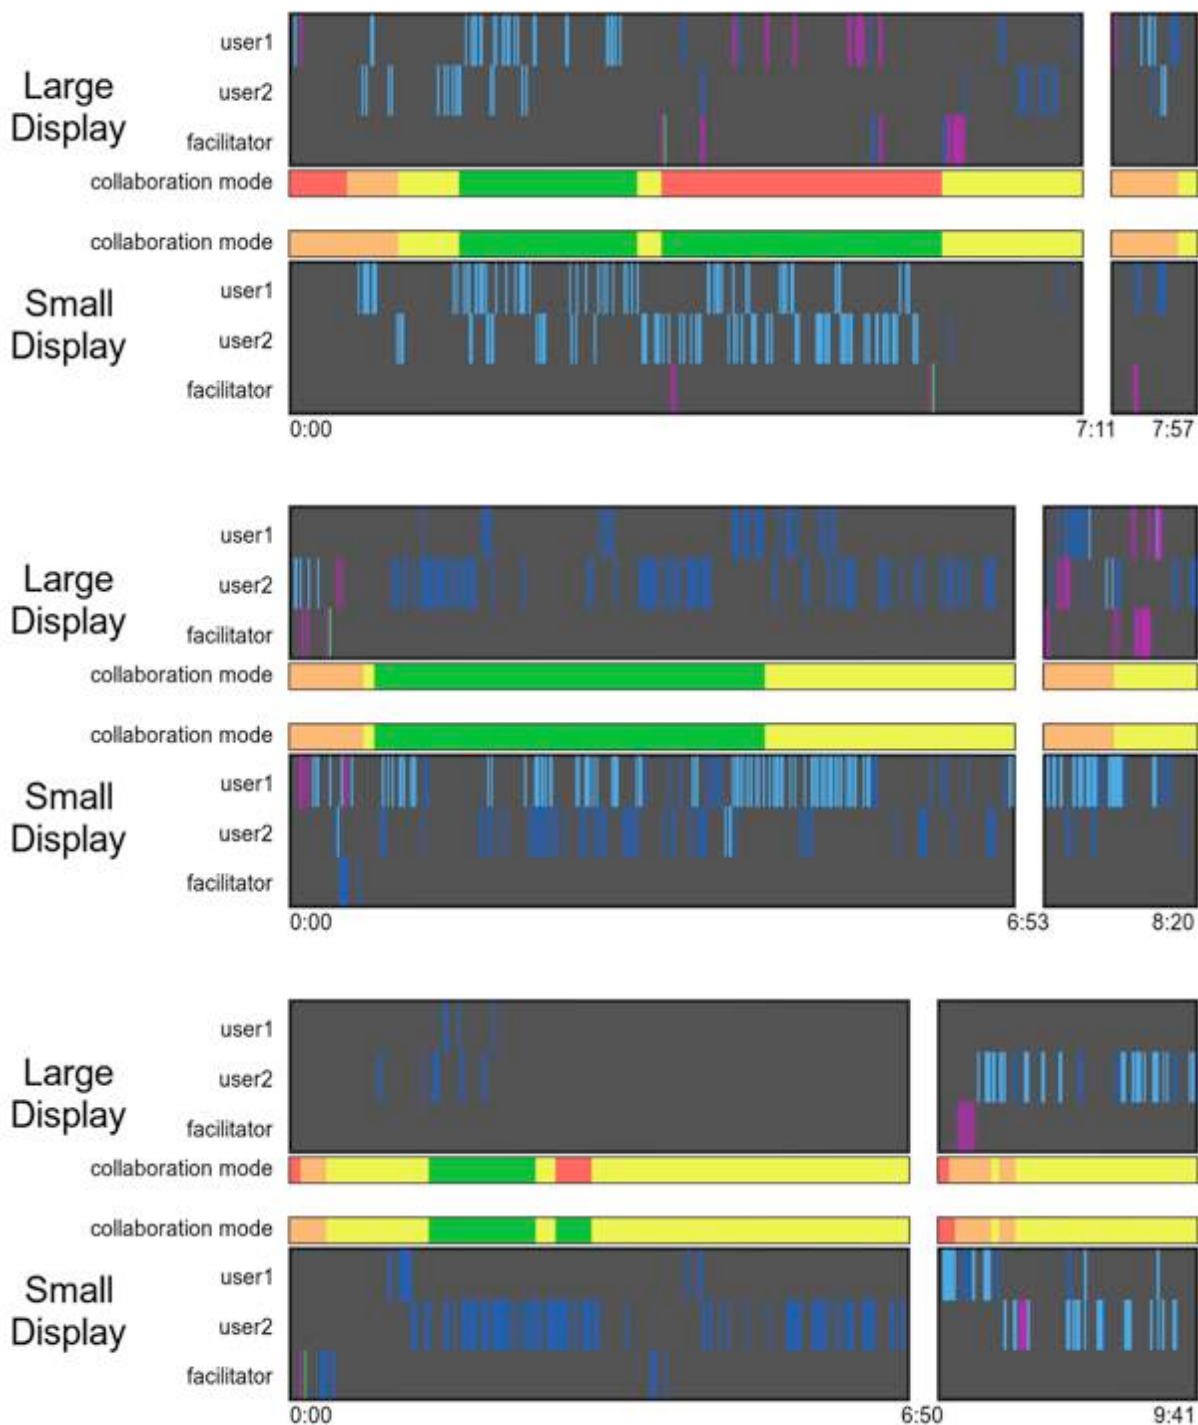 Large
Display
user1
user2
facilitator
collaboration mode
collaboration mode
Small
Display
user1
user2
facilitator
0:00
7:11
7:57
Large
Display
user1
user2
facilitator
collaboration mode
collaboration mode
Small
Display
user1
user2
facilitator
0:00
6:53
8:20
Large
Display
user1
user2
facilitator
collaboration mode
collaboration mode
Small
Display
user1
user2
facilitator
0:00
6:50
9:41